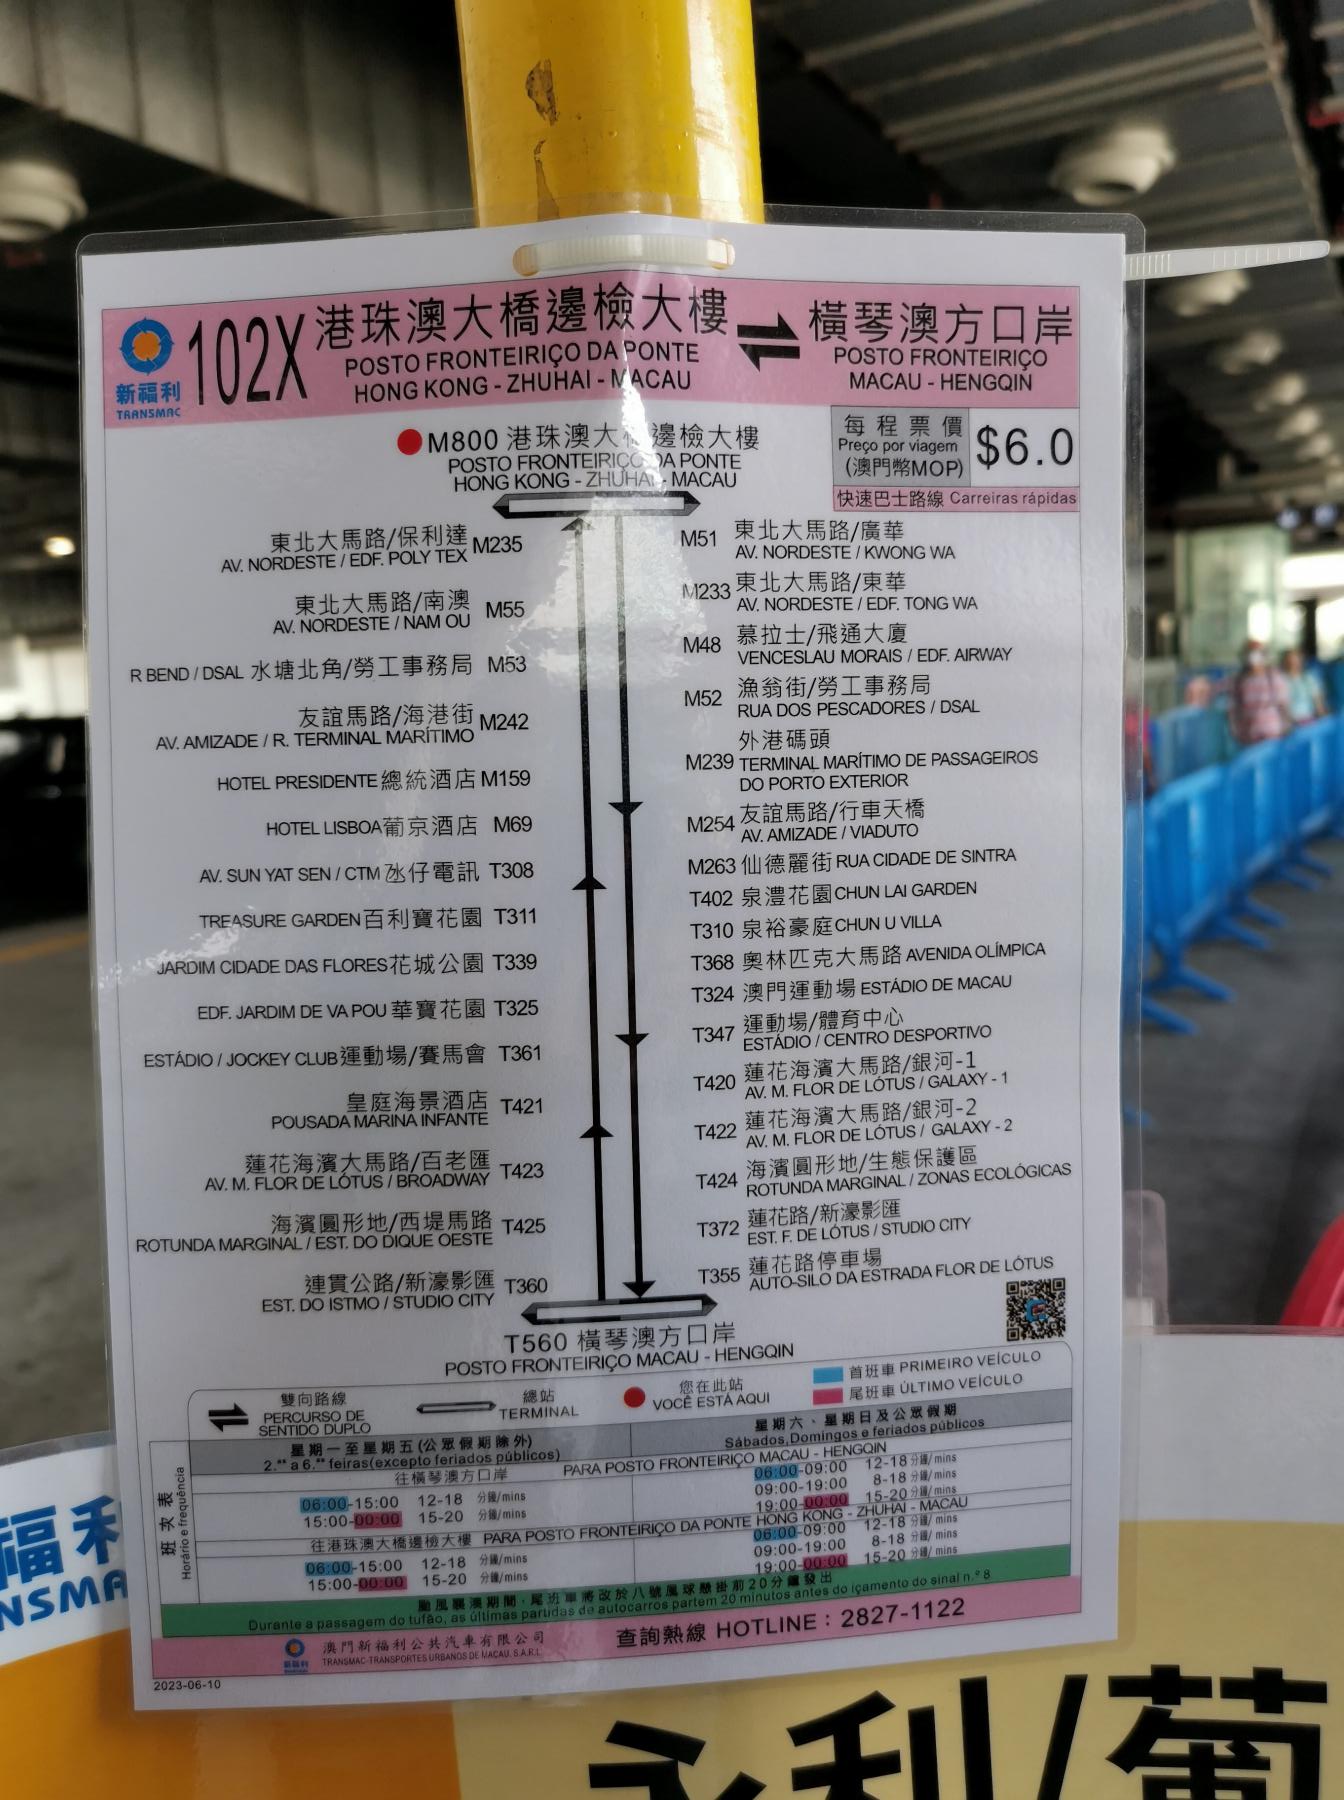 102X 港珠澳大橋邊檢大樓 橫琴澳方口岸
POSTO FRONTEIRIÇO DA PONTE
HONG KONG - ZHUHAI - MACAU
POSTO FRONTEIRIÇO
MACAU - HENGQIN
新福利
TRANSMAC
M800 港珠澳大橋邊檢大樓
POSTO FRONTEIRIÇO DA PONTE
HONG KONG - ZHUHAI - MACAU
每程票價
Preço por viagem
(澳門幣MOP)
$6.0
快速巴士路線 Carreiras rápidas
東北大馬路/保利達 M235
AV. NORDESTE / EDF. POLY TEX
東北大馬路/南澳 M55
AV. NORDESTE / NAM OU
R BEND / DSAL 水塘北角/勞工事務局 M53
友誼馬路/海港街 M242
AV. AMIZADE / R. TERMINAL MARÍTIMO
HOTEL PRESIDENTE 總統酒店 M159
HOTEL LISBOA 葡京酒店 M69
AV. SUN YAT SEN / CTM 氹仔電訊 T308
TREASURE GARDEN 百利寶花園 T311
JARDIM CIDADE DAS FLORES 花城公園 T339
EDF. JARDIM DE VA POU 華寶花園 T325
ESTÁDIO / JOCKEY CLUB 運動場/賽馬會 T361
皇庭海景酒店 T421
POUSADA MARINA INFANTE
蓮花海濱大馬路/百老匯 T423
AV. M. FLOR DE LÓTUS / BROADWAY
海濱圓形地/西堤馬路 T425
ROTUNDA MARGINAL / EST. DO DIQUE OESTE
連貫公路/新濠影匯 T360
EST. DO ISTMO / STUDIO CITY
M51 東北大馬路/廣華
AV. NORDESTE / KWONG WA
M233 東北大馬路/東華
AV. NORDESTE / EDF. TONG WA
M48 慕拉士/飛通大廈
VENCESLAU MORAIS / EDF. AIRWAY
M52 漁翁街/勞工事務局
RUA DOS PESCADORES / DSAL
M239 外港碼頭
TERMINAL MARÍTIMO DE PASSAGEIROS
DO PORTO EXTERIOR
M254 友誼馬路/行車天橋
AV. AMIZADE / VIADUTO
M263 仙德麗街 RUA CIDADE DE SINTRA
T402 泉澧花園 CHUN LAI GARDEN
T310 泉裕豪庭 CHUN U VILLA
T368 奧林匹克大馬路 AVENIDA OLÍMPICA
T324 澳門運動場 ESTÁDIO DE MACAU
T347 運動場/體育中心
ESTÁDIO / CENTRO DESPORTIVO
T420 蓮花海濱大馬路/銀河-1
AV. M. FLOR DE LÓTUS / GALAXY - 1
T422 蓮花海濱大馬路/銀河-2
AV. M. FLOR DE LÓTUS / GALAXY - 2
T424 海濱圓形地/生態保護區
ROTUNDA MARGINAL / ZONAS ECOLÓGICAS
T372 蓮花路/新濠影匯
EST. F. DE LÓTUS / STUDIO CITY
T355 蓮花路停車場
AUTO-SILO DA ESTRADA FLOR DE LÓTUS
T560 橫琴澳方口岸
POSTO FRONTEIRIÇO MACAU - HENGQIN
雙向路線
PERCURSO DE
SENTIDO DUPLO
總站
TERMINAL
您在此站
VOCÊ ESTÁ AQUI
首班車 PRIMEIRO VEÍCULO
尾班車 ÚLTIMO VEÍCULO
班次表
Horário e frequência
星期一至星期五(公眾假期除外)
2.ªˢ a 6.ªˢ feiras(excepto feriados públicos)
星期六、星期日及公眾假期
Sábados,Domingos e feriados públicos
往橫琴澳方口岸 PARA POSTO FRONTEIRIÇO MACAU - HENGQIN
06:00-15:00 12-18 分鐘/mins
15:00-00:00 15-20 分鐘/mins
06:00-09:00 12-18 分鐘/mins
09:00-19:00 8-18 分鐘/mins
19:00-00:00 15-20 分鐘/mins
往港珠澳大橋邊檢大樓 PARA POSTO FRONTEIRIÇO DA PONTE HONG KONG - ZHUHAI - MACAU
06:00-15:00 12-18 分鐘/mins
15:00-00:00 15-20 分鐘/mins
06:00-09:00 12-18 分鐘/mins
09:00-19:00 8-18 分鐘/mins
19:00-00:00 15-20 分鐘/mins
颱風襲澳期間，尾班車將改於八號風球懸掛前20分鐘發出
Durante a passagem do tufão, as últimas partidas de autocarros partem 20 minutos antes do içamento do sinal n.º 8
新福利
澳門新福利公共汽車有限公司
TRANSMAC-TRANSPORTES URBANOS DE MACAU, S.A.R.L.
查詢熱線 HOTLINE：2827-1122
2023-06-10
福利
NSMA
永利/葡